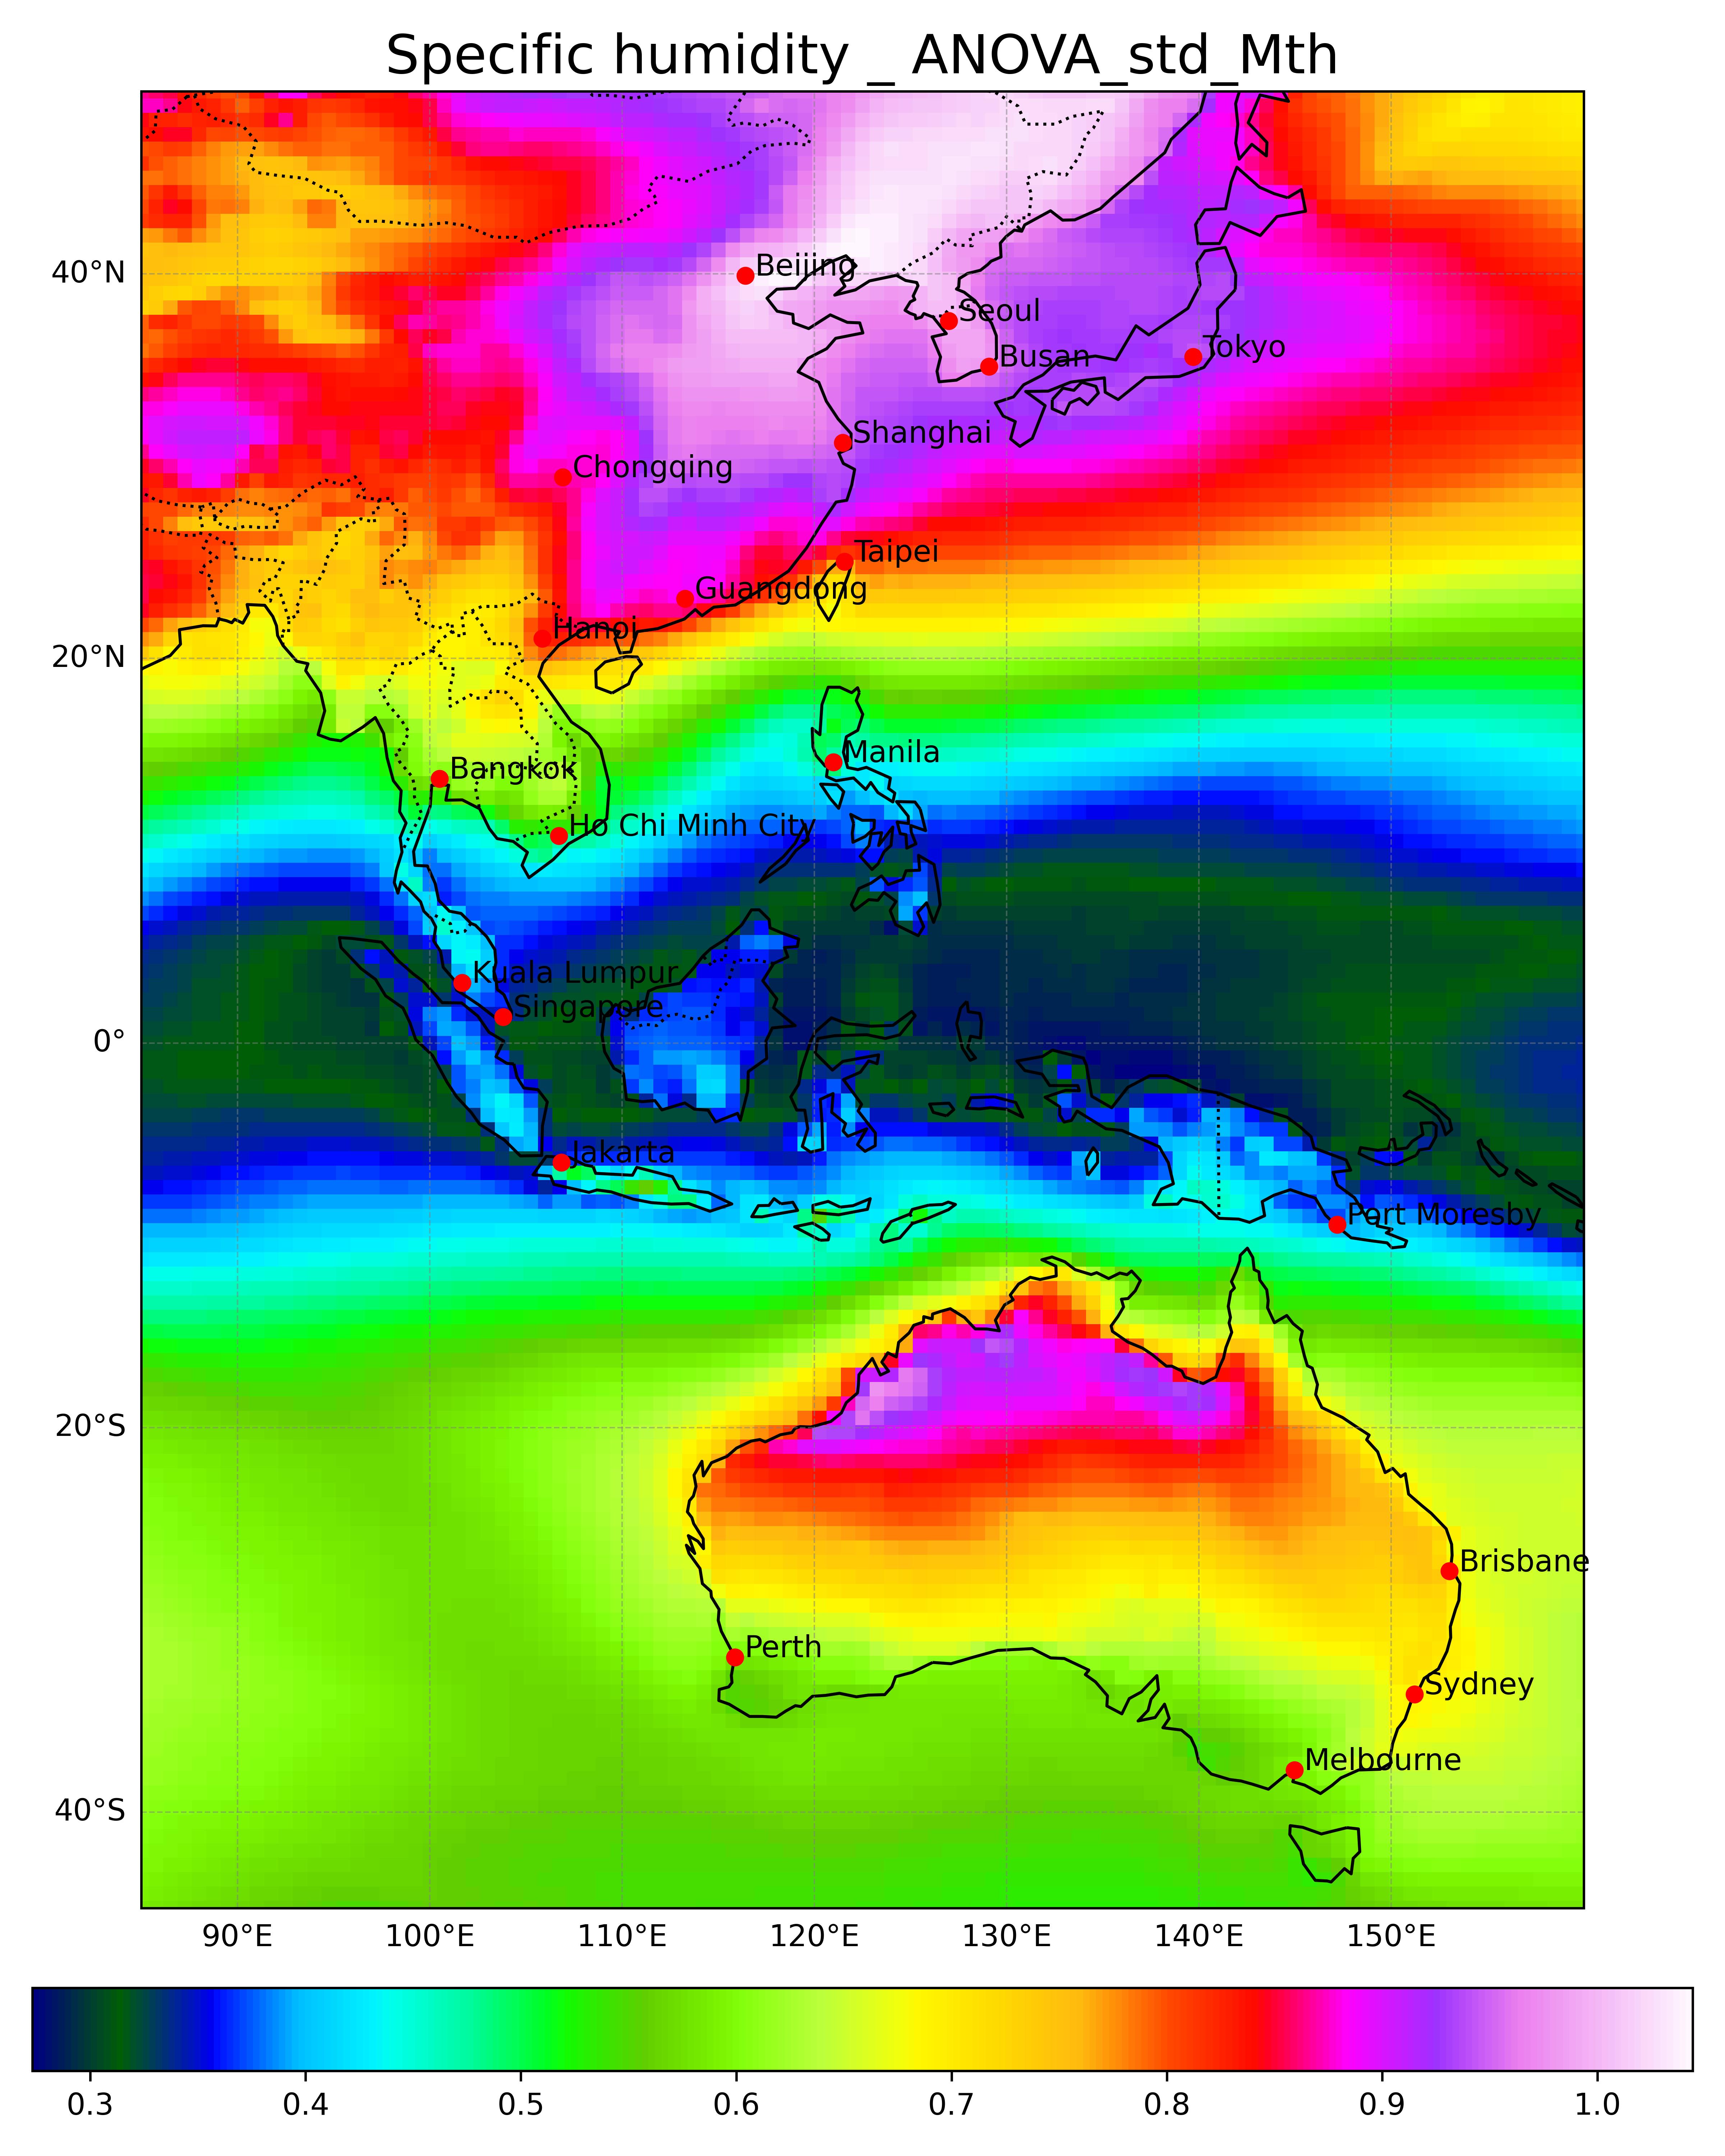 Specific humidity _ ANOVA_std_Mth
Beijing
40°N
Seoul
Tokyo
Busan
Shanghai
Chongqing
Taipei
Guangdong
Hanoi
20°N
Manila
Bangkok
Ho Chi Minh City
Kuala Lumpur
Singapore
0°
Jakarta
Port Moresby
20°S
Brisbane
Perth
Sydney
Melbourne
40°S
90°E 100°E 110°E 120°E 130°E 140°E 150°E
0.3 0.4 0.5 0.6 0.7 0.8 0.9 1.0